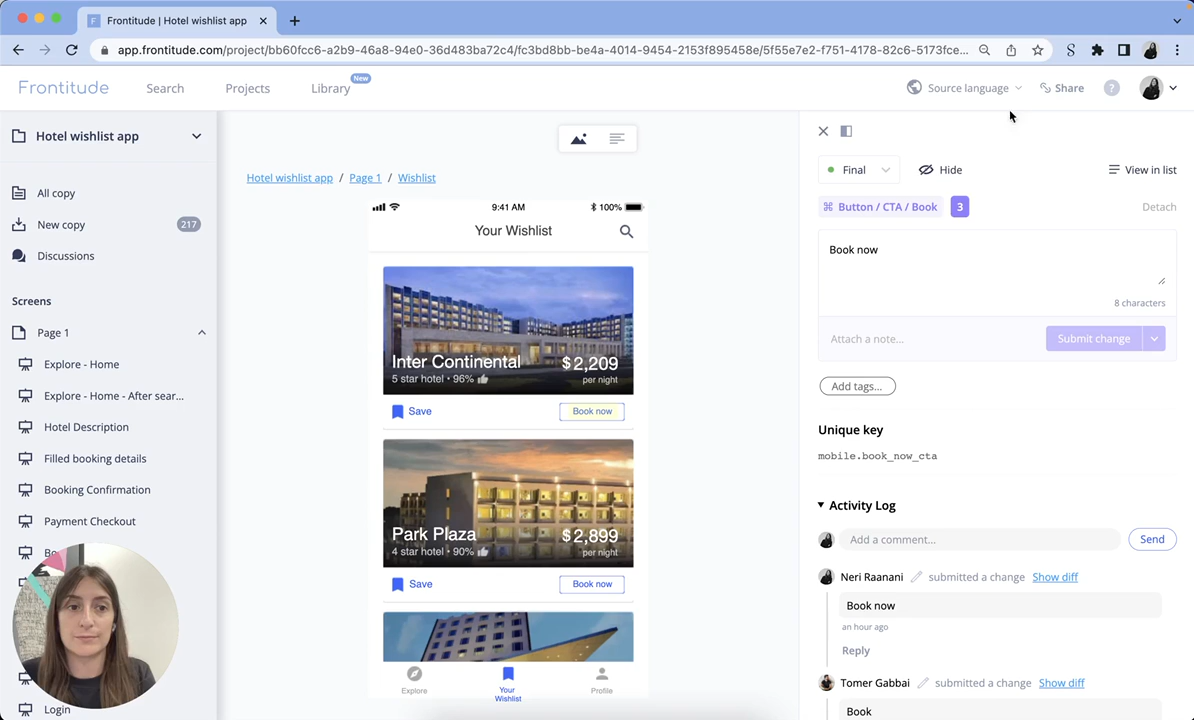 Frontitude | Hotel wishlist app
app.frontitude.com/project/bb60fcc6-a2b9-46a8-94e0-36d483ba72c4/fc3bd8bb-be4a-4014-9454-2153f895458e/5f55e7e2-f751-4178-82c6-5173fce...
Frontitude
Search
Projects
Library
New
Source language
Share
?
Hotel wishlist app
All copy
New copy
217
Discussions
Screens
Page 1
Explore - Home
Explore - Home - After sear...
Hotel Description
Filled booking details
Booking Confirmation
Payment Checkout
Login
Hotel wishlist app / Page 1 / Wishlist
9:41 AM
100%
Your Wishlist
Inter Continental
$2,209
5 star hotel • 96%
per night
Save
Book now
Park Plaza
$2,899
4 star hotel • 90%
per night
Save
Book now
Explore
Your
Wishlist
Profile
Final
Hide
View in list
⌘ Button / CTA / Book
3
Detach
Book now
8 characters
Attach a note...
Submit change
Add tags...
Unique key
mobile.book_now_cta
Activity Log
Add a comment...
Send
Neri Raanani submitted a change Show diff
Book now
an hour ago
Reply
Tomer Gabbai submitted a change Show diff
Book